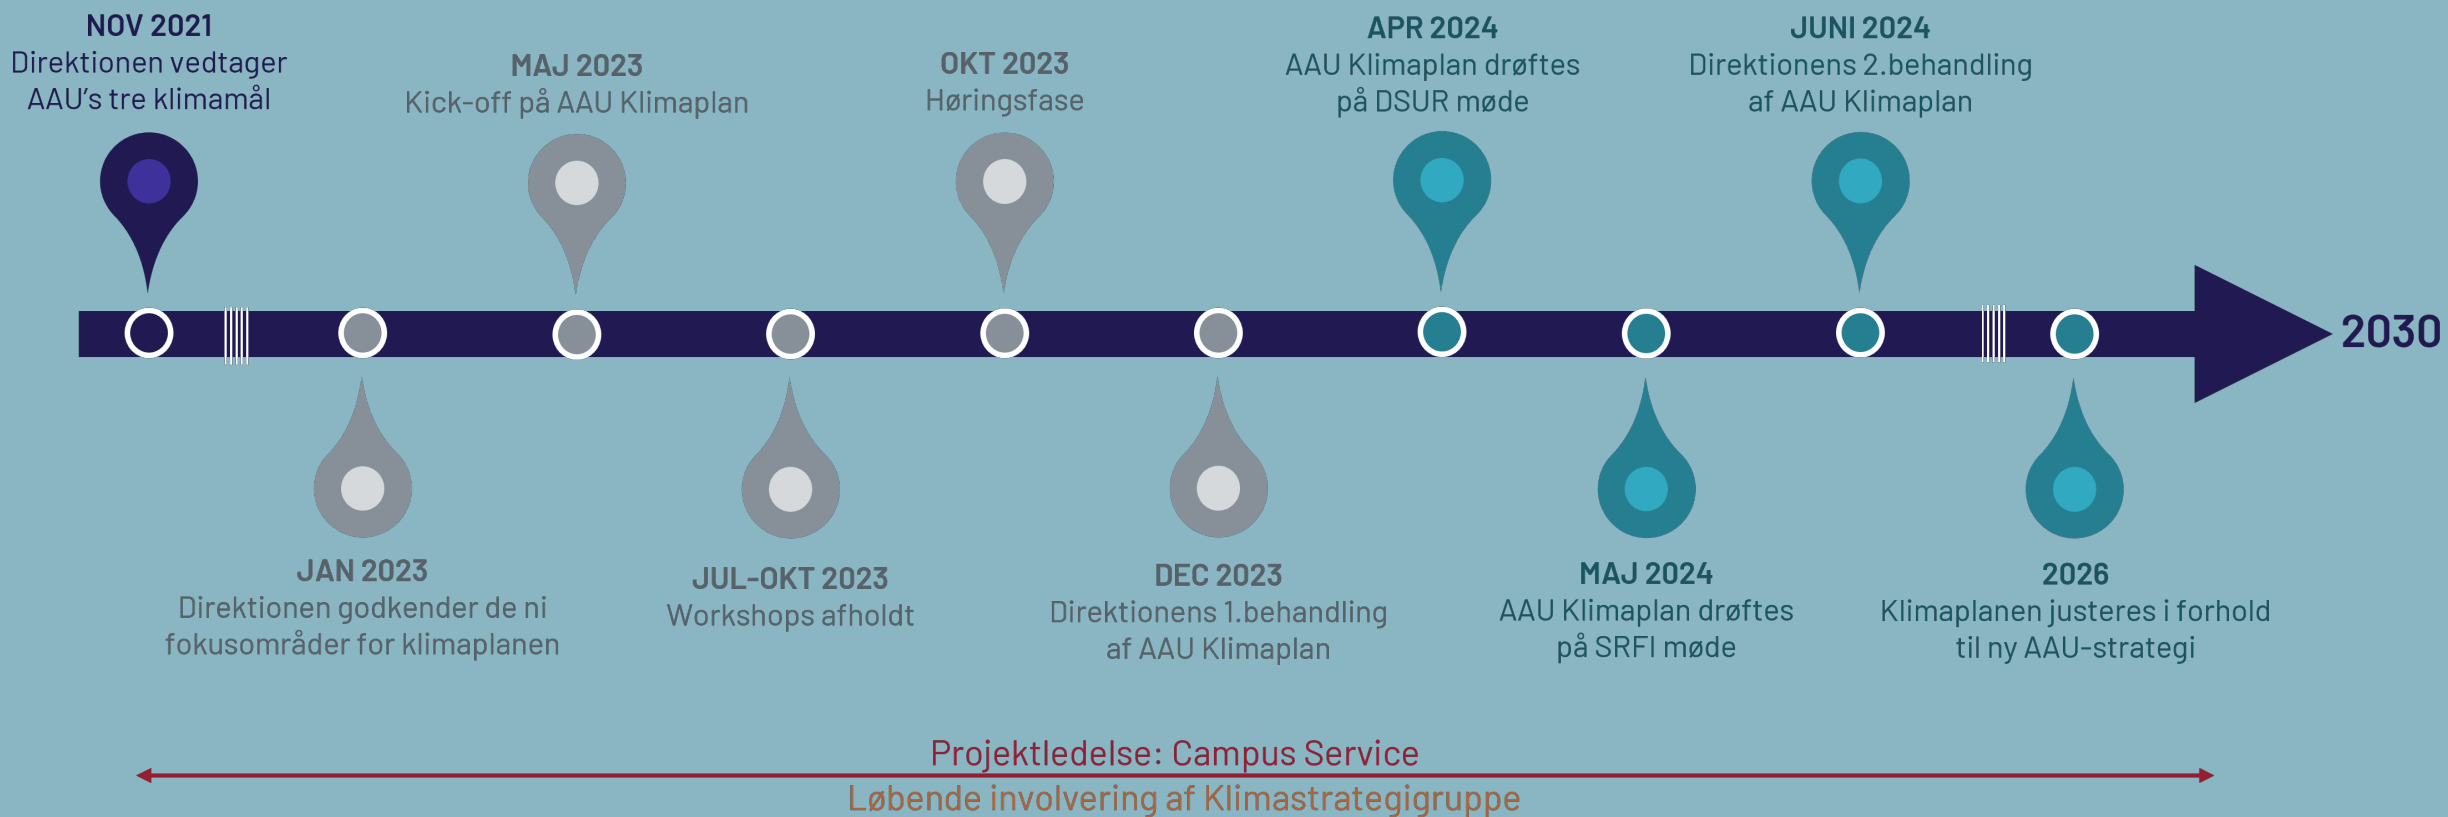 NOV 2021
Direktionen vedtager
AAU's tre klimamål
MAJ 2023
Kick-off på AAU Klimaplan
OKT 2023
Høringsfase
APR 2024
AAU Klimaplan drøftes
på DSUR møde
JUNI 2024
Direktionens 2.behandling
af AAU Klimaplan
2030
JAN 2023
Direktionen godkender de ni
fokusområder for klimaplanen
JUL-OKT 2023
Workshops afholdt
DEC 2023
Direktionens 1.behandling
af AAU Klimaplan
MAJ 2024
AAU Klimaplan drøftes
på SRFI møde
2026
Klimaplanen justeres i forhold
til ny AAU-strategi
Projektledelse: Campus Service
Løbende involvering af Klimastrategigruppe